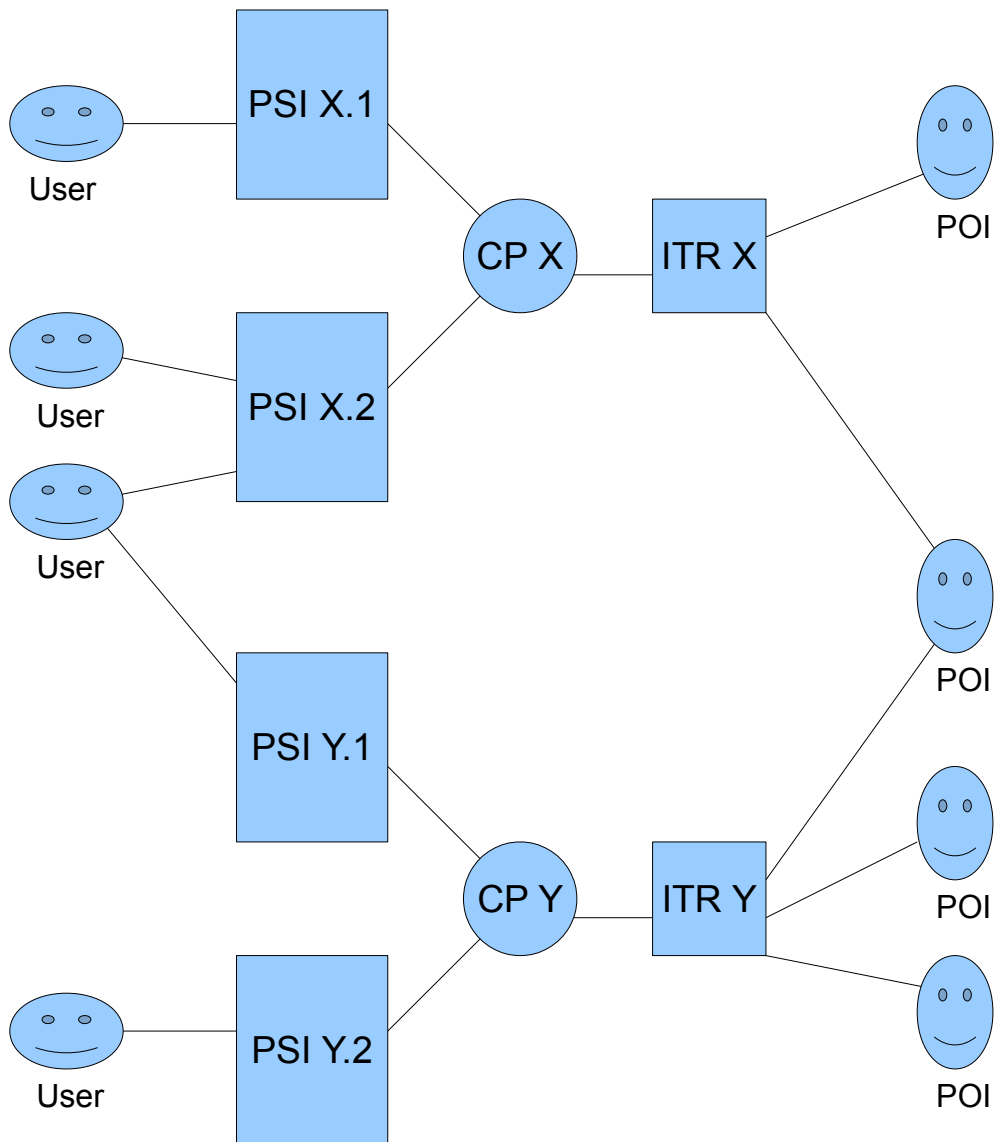 PSI X.1
User
CP X
ITR X
POI
User
PSI X.2
User
POI
PSI Y.1
CP Y
ITR Y
POI
User
PSI Y.2
POI